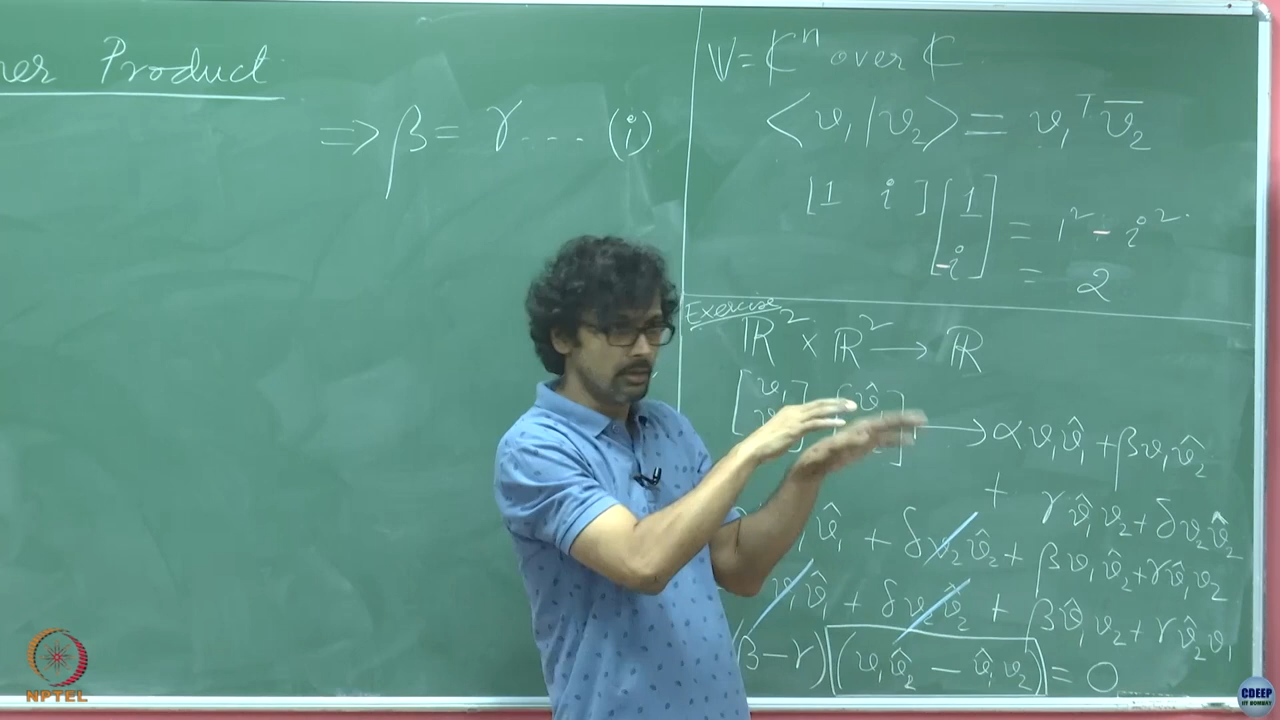 Product
⟹ β = γ .... (i)
V = ℂⁿ over ℂ
<v₁|v₂> = v₁ᵀ v̅₂
[1 i] [1 -i] = 1² - i²
= 2
Exercise
ℝ² × ℝ² → ℝ
[v₁ → αv₁v̂₁ + βv₁v̂₂
+ γv̂₁v₂ + δv₂v̂₂
v̂₁ + δv₂v̂₂ + βv₁v̂₂ + γv̂₁v₂
v₁v̂₁ + δv₂v̂₂ + βv̂₁v₂ + γv̂₂v₁
(β - γ)(v₁v̂₂ - v̂₁v₂) = 0
NPTEL
CDEEP
IIT BOMBAY